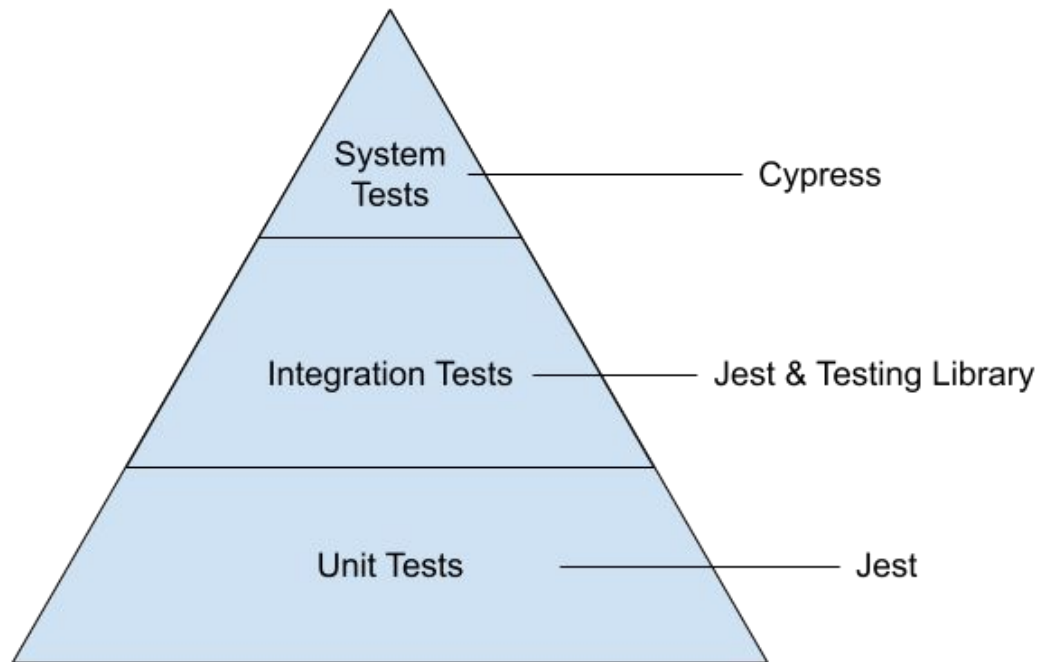 System
Tests
Cypress
Integration Tests
Jest & Testing Library
Unit Tests
Jest